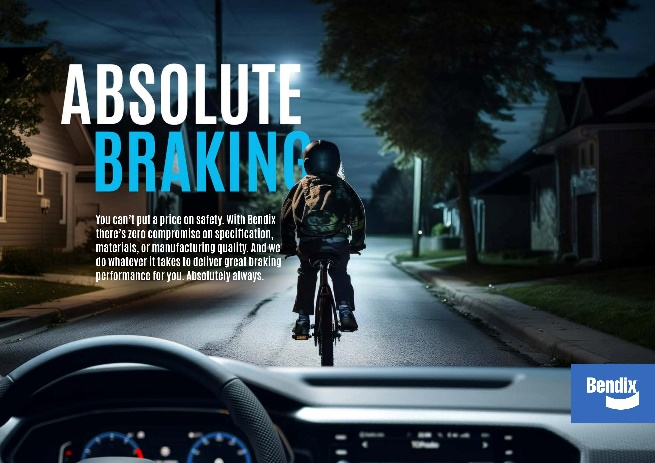 ABSOLUTE
BRAKING
You can't put a price on safety. With Bendix
there's zero compromise on specification,
materials, or manufacturing quality. And we
do whatever it takes to deliver great braking
performance for you. Absolutely always.
Bendix